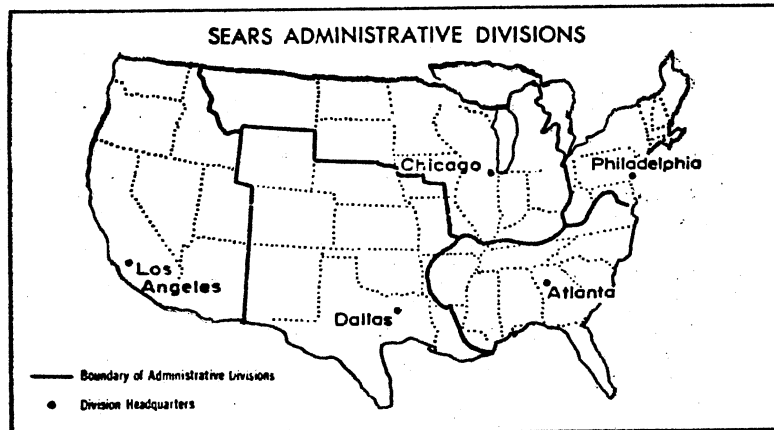 SEARS ADMINISTRATIVE DIVISIONS
Chicago
Philadelphia
Los
Angeles
Atlanta
Dallas
Boundary of Administrative Divisions
Division Headquarters